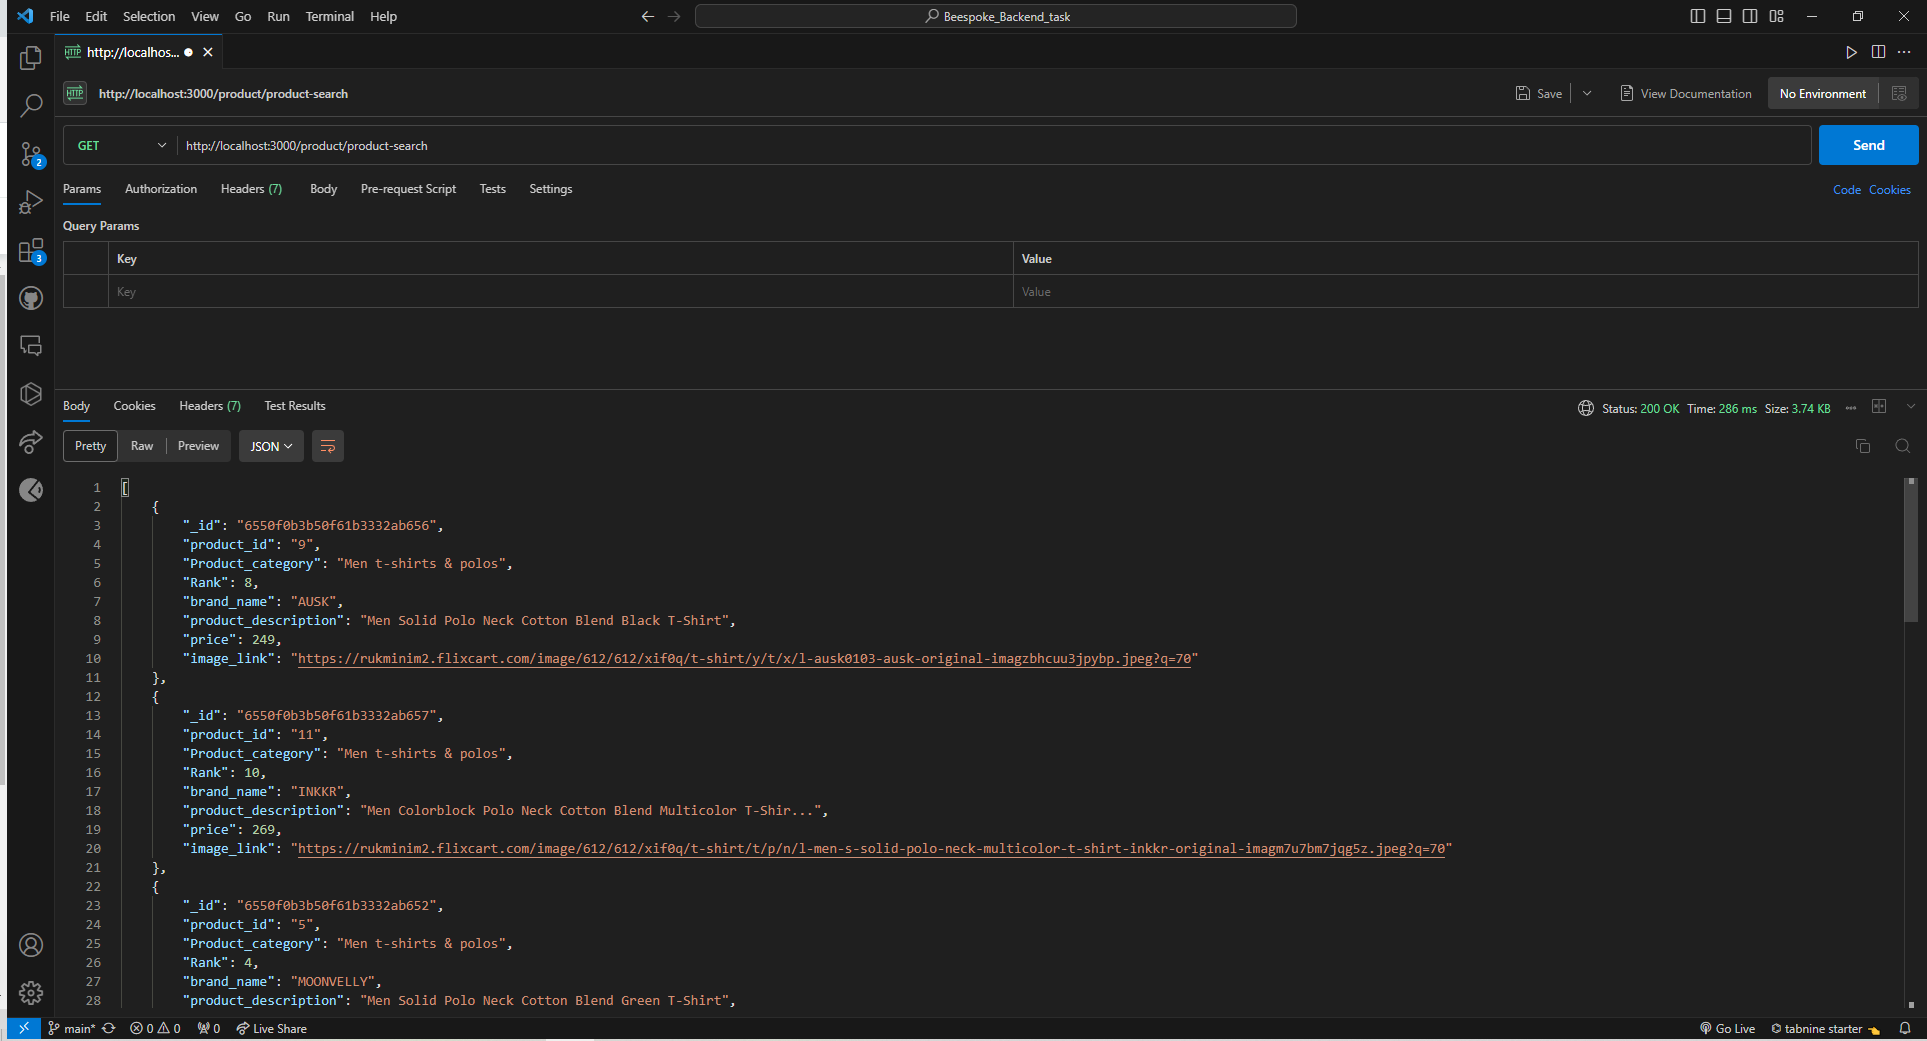 File Edit Selection View Go Run Terminal Help
Beespoke_Backend_task
HTTP http://localhos...
HTTP http://localhost:3000/product/product-search
Save View Documentation No Environment
GET http://localhost:3000/product/product-search Send
Params Authorization Headers (7) Body Pre-request Script Tests Settings Code Cookies
Query Params
Key Value
Key Value
2
3
Body Cookies Headers (7) Test Results Status: 200 OK Time: 286 ms Size: 3.74 KB
Pretty Raw Preview JSON
1 [
2 {
3 "_id": "6550f0b3b50f61b3332ab656",
4 "product_id": "9",
5 "Product_category": "Men t-shirts & polos",
6 "Rank": 8,
7 "brand_name": "AUSK",
8 "product_description": "Men Solid Polo Neck Cotton Blend Black T-Shirt",
9 "price": 249,
10 "image_link": "https://rukminim2.flixcart.com/image/612/612/xif0q/t-shirt/y/t/x/l-ausk0103-ausk-original-imagzbhcuu3jpybp.jpeg?q=70"
11 },
12 {
13 "_id": "6550f0b3b50f61b3332ab657",
14 "product_id": "11",
15 "Product_category": "Men t-shirts & polos",
16 "Rank": 10,
17 "brand_name": "INKKR",
18 "product_description": "Men Colorblock Polo Neck Cotton Blend Multicolor T-Shir...",
19 "price": 269,
20 "image_link": "https://rukminim2.flixcart.com/image/612/612/xif0q/t-shirt/t/p/n/l-men-s-solid-polo-neck-multicolor-t-shirt-inkkr-original-imagm7u7bm7jqg5z.jpeg?q=70"
21 },
22 {
23 "_id": "6550f0b3b50f61b3332ab652",
24 "product_id": "5",
25 "Product_category": "Men t-shirts & polos",
26 "Rank": 4,
27 "brand_name": "MOONVELLY",
28 "product_description": "Men Solid Polo Neck Cotton Blend Green T-Shirt",
main* 0 0 0 Live Share Go Live tabnine starter